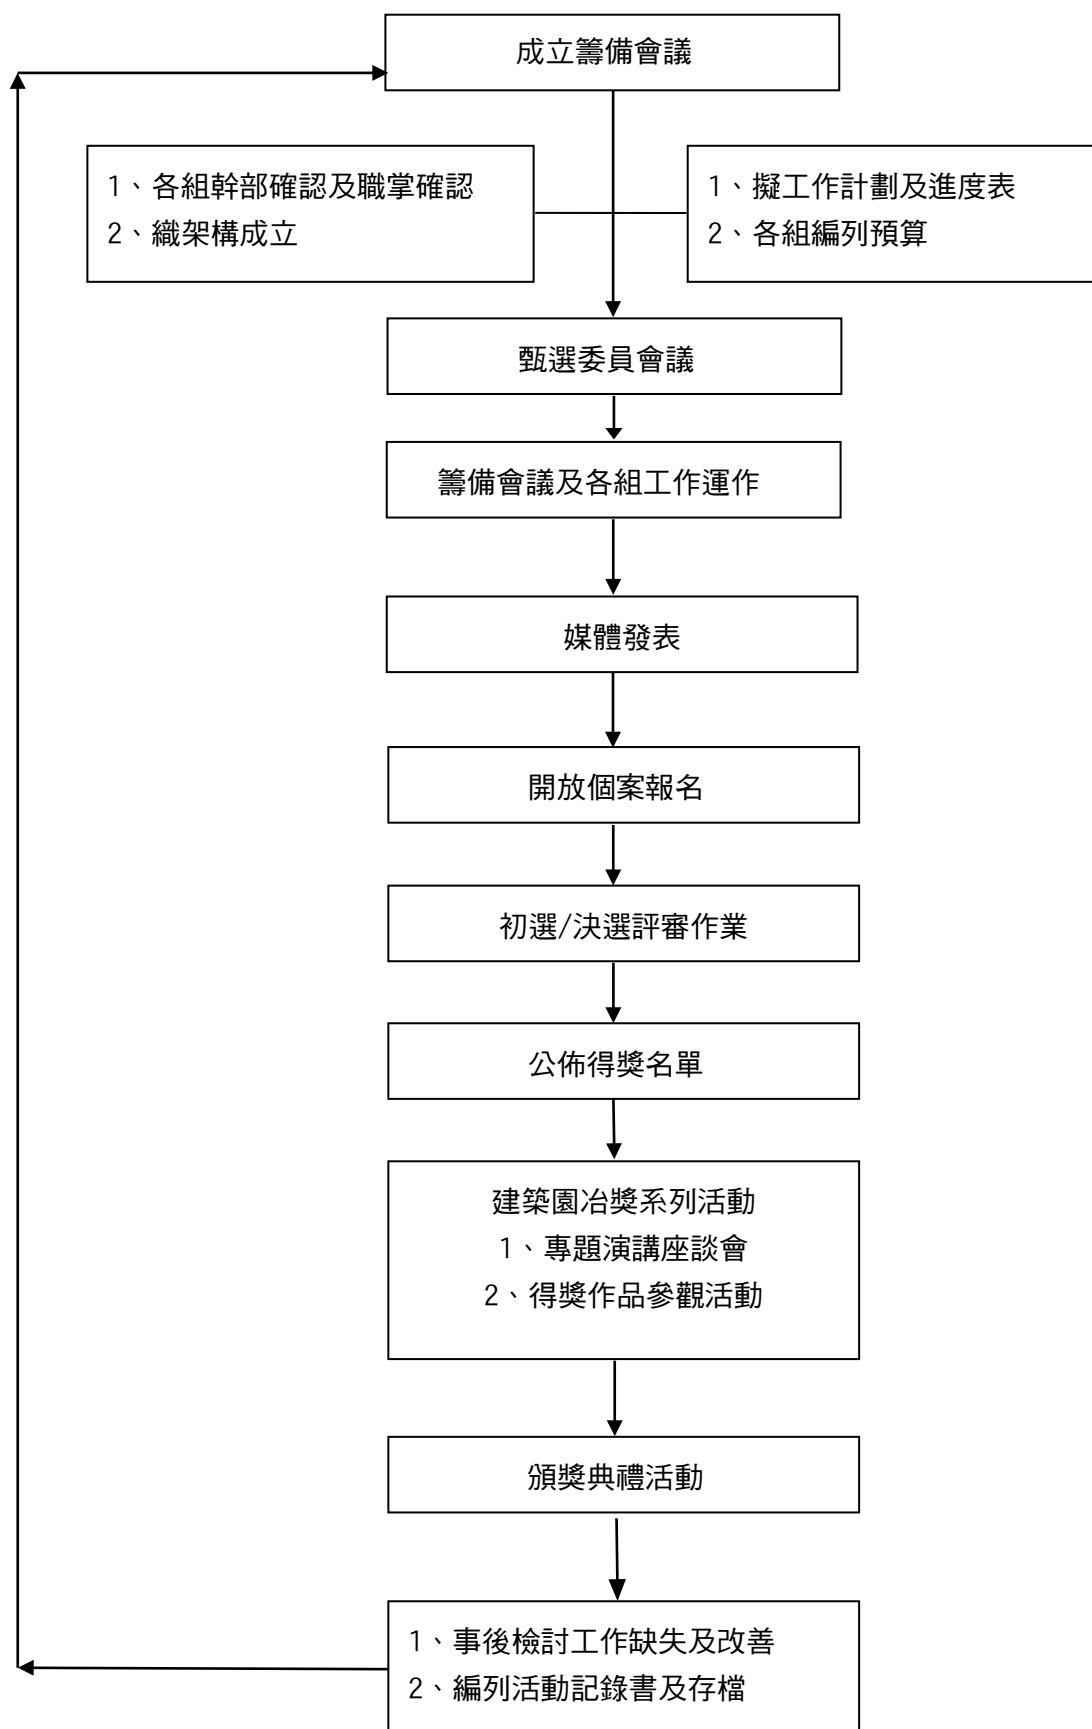 成立籌備會議
1、各組幹部確認及職掌確認
2、織架構成立
1、擬工作計劃及進度表
2、各組編列預算
甄選委員會議
籌備會議及各組工作運作
媒體發表
開放個案報名
初選/決選評審作業
公佈得獎名單
建築園冶獎系列活動
1、專題演講座談會
2、得獎作品參觀活動
頒獎典禮活動
1、事後檢討工作缺失及改善
2、編列活動記錄書及存檔